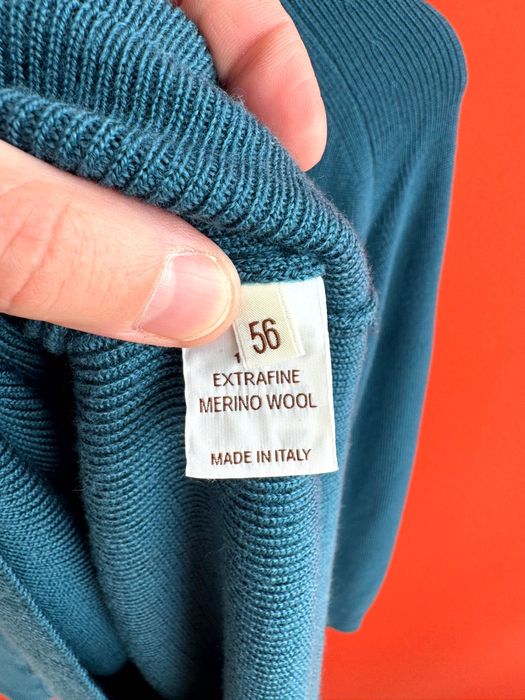 56
EXTRAFINE
MERINO WOOL
MADE IN ITALY